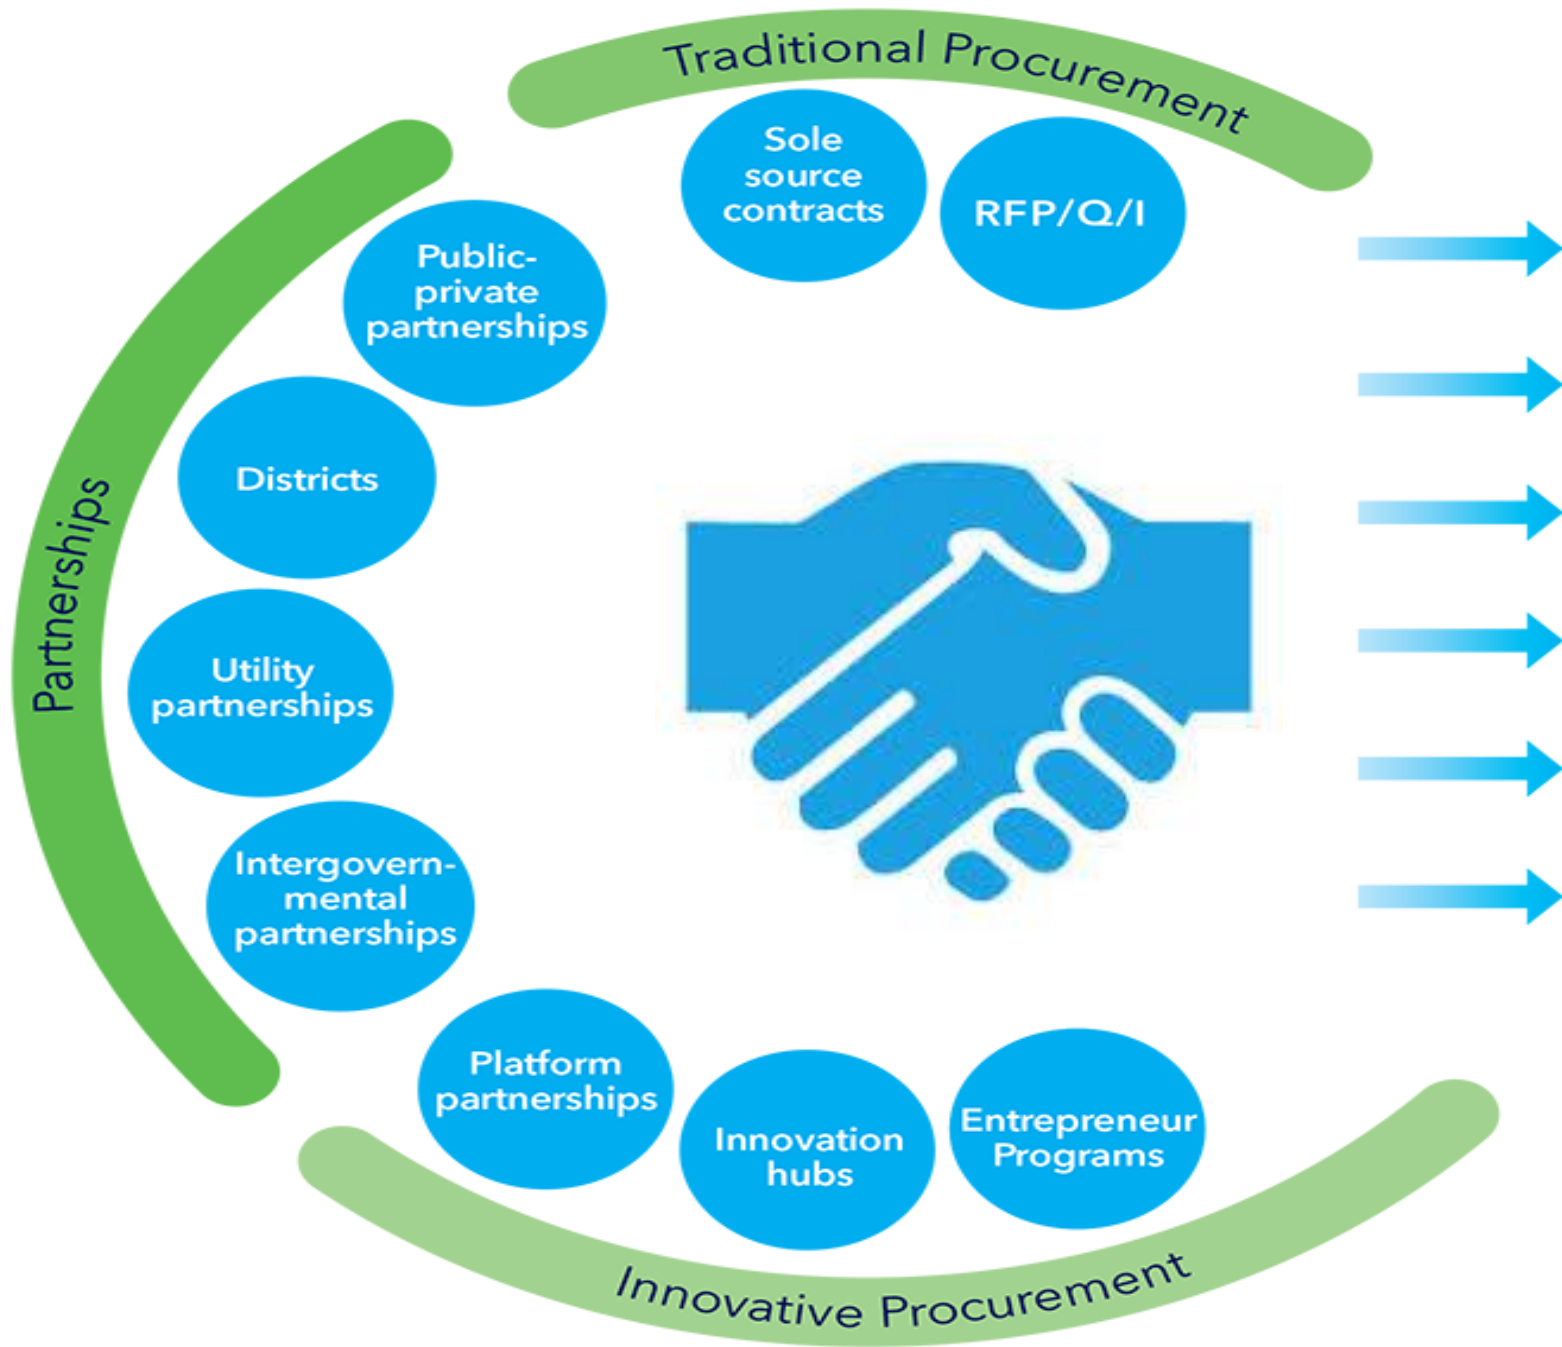 Traditional Procurement
Sole
source
contracts
RFP/Q/I
Partnerships
Public-
private
partnerships
Districts
Utility
partnerships
Intergovern-
mental
partnerships
Platform
partnerships
Innovation
hubs
Entrepreneur
Programs
Innovative Procurement